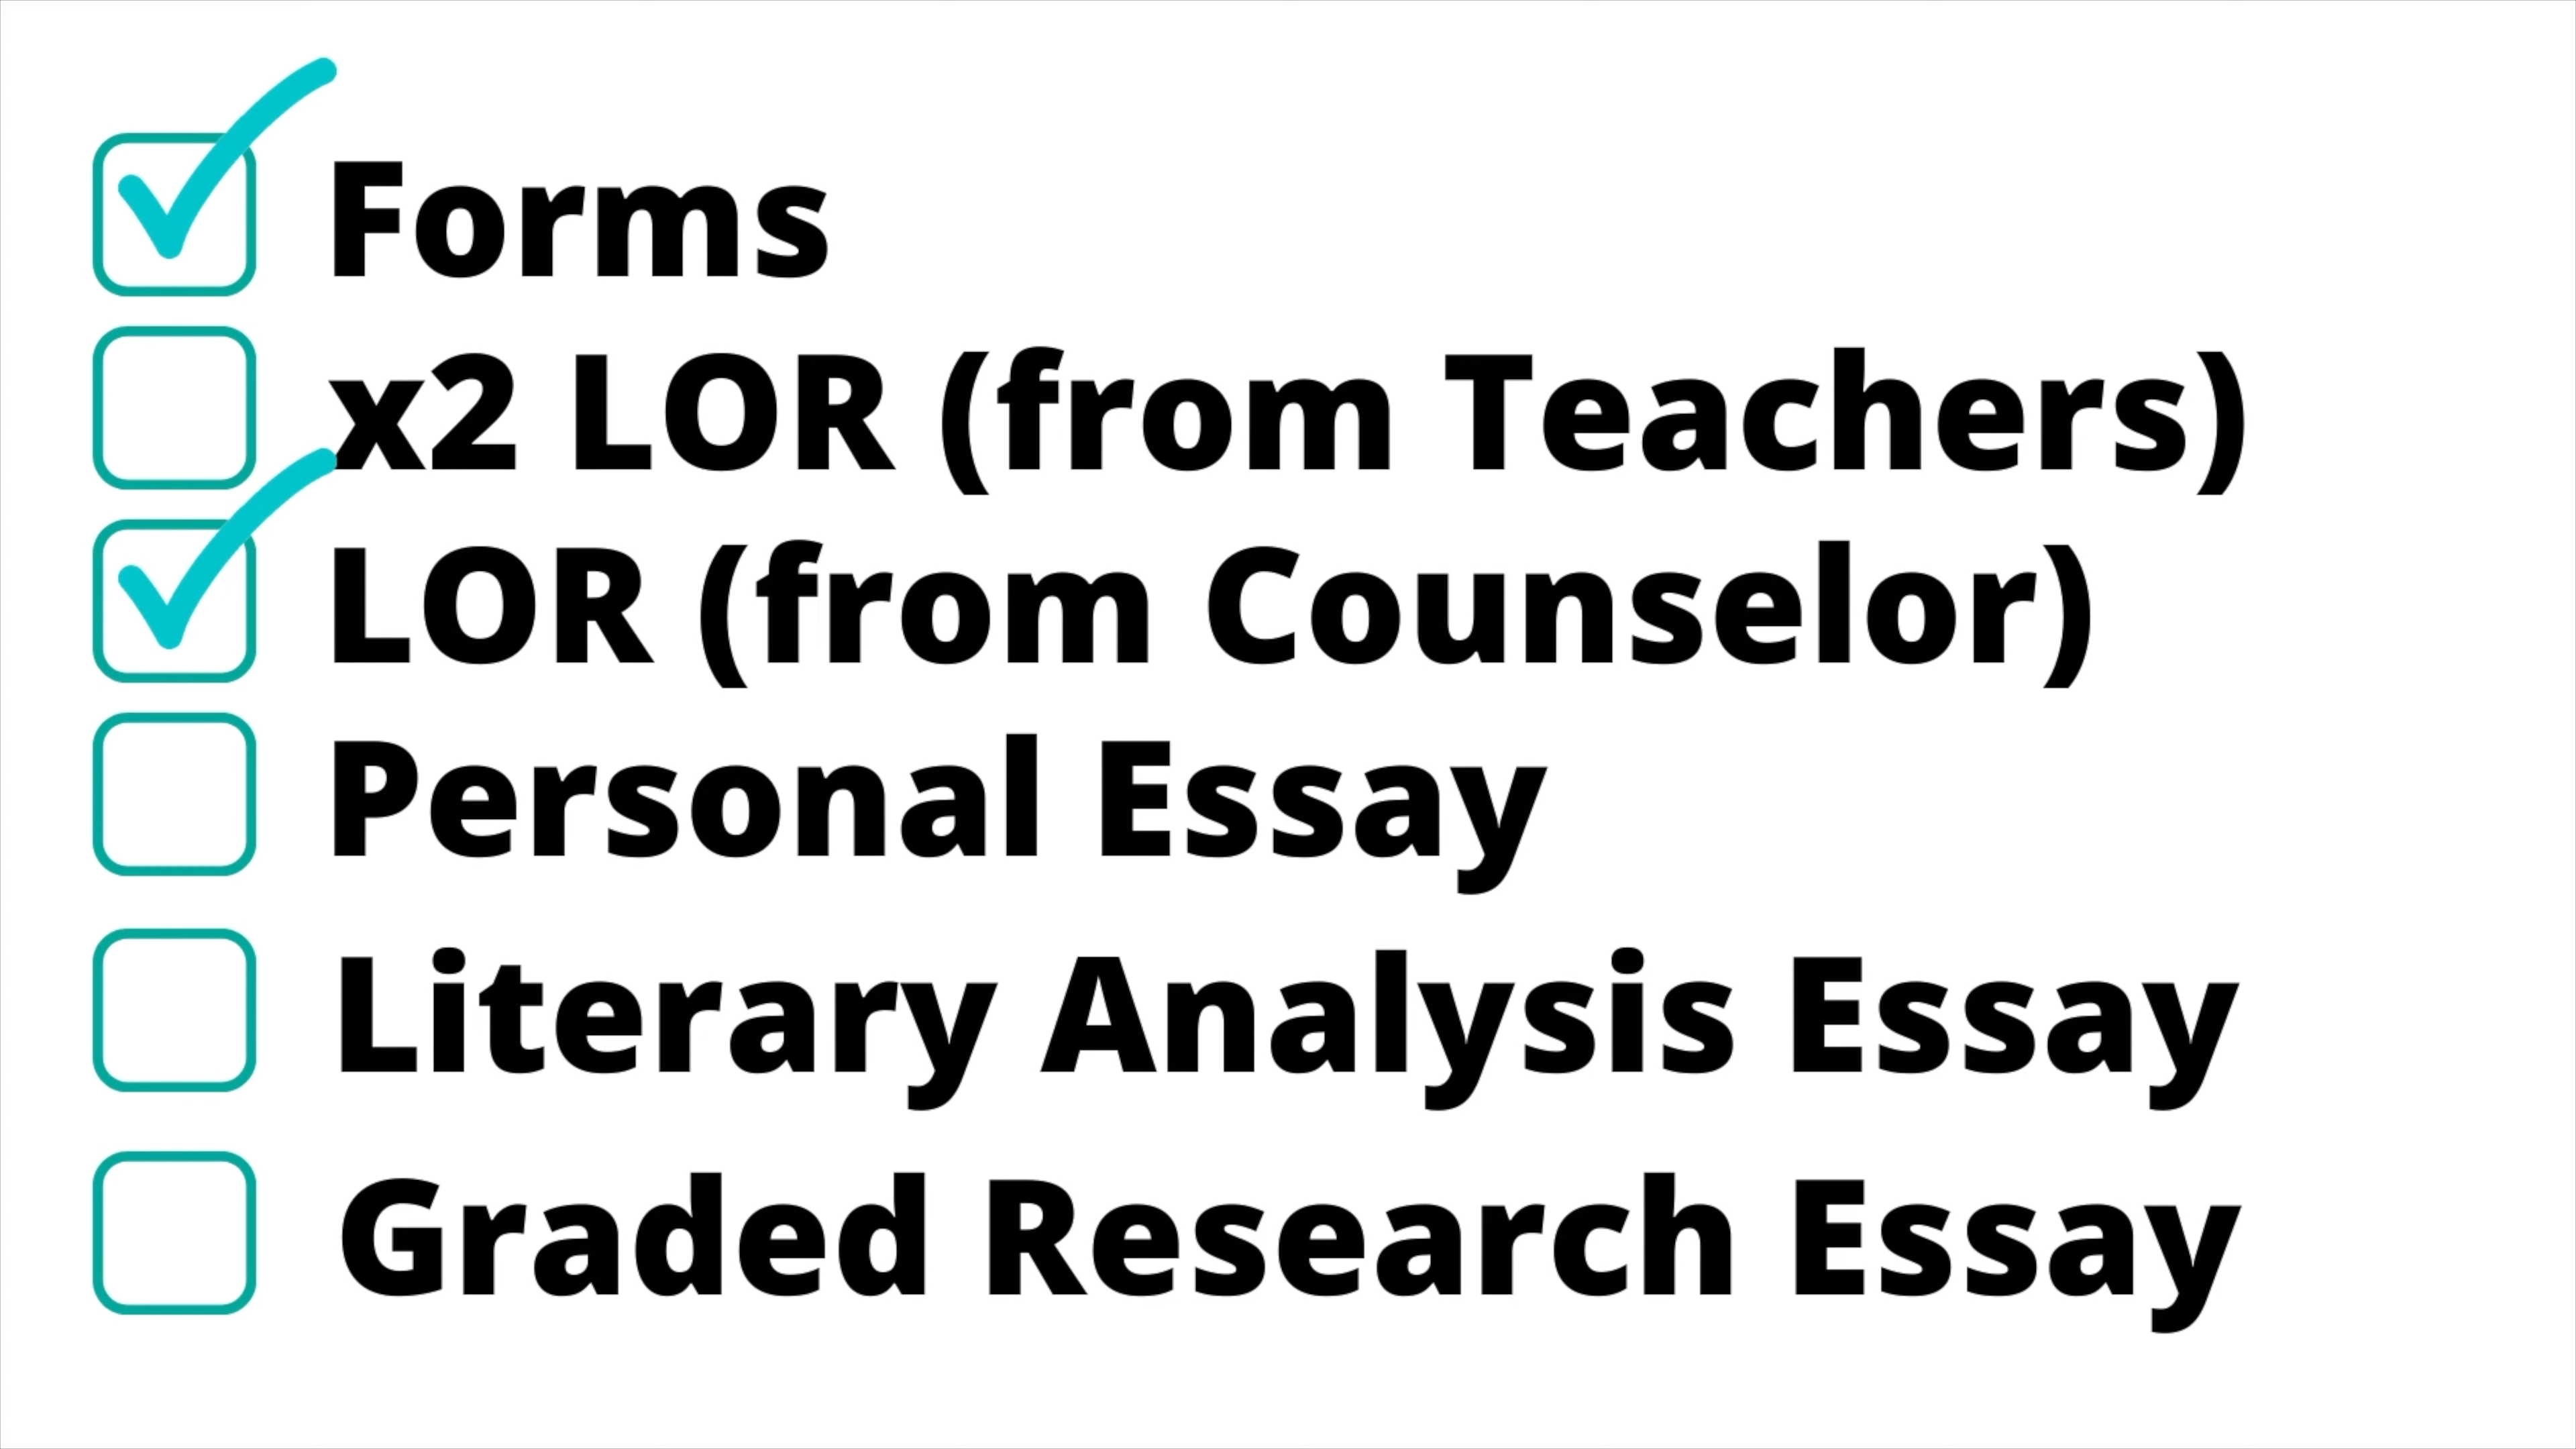 Forms
x2 LOR (from Teachers)
LOR (from Counselor)
Personal Essay
Literary Analysis Essay
Graded Research Essay